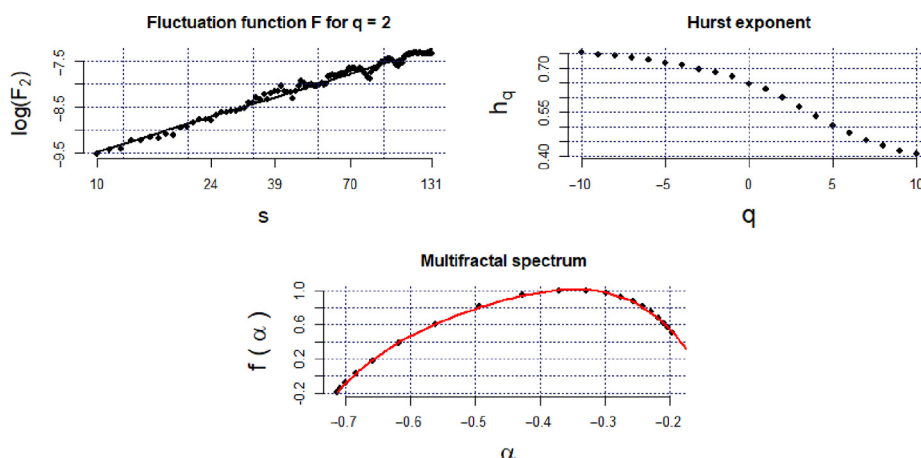 Fluctuation function F for q = 2
log(F₂)
−7.5
−8.5
−9.5
10 24 39 70 131
s
Hurst exponent
h_q
0.70
0.55
0.40
−10 −5 0 5 10
q
Multifractal spectrum
f ( α )
1.0
0.6
0.2
−0.2
−0.7 −0.6 −0.5 −0.4 −0.3 −0.2
α